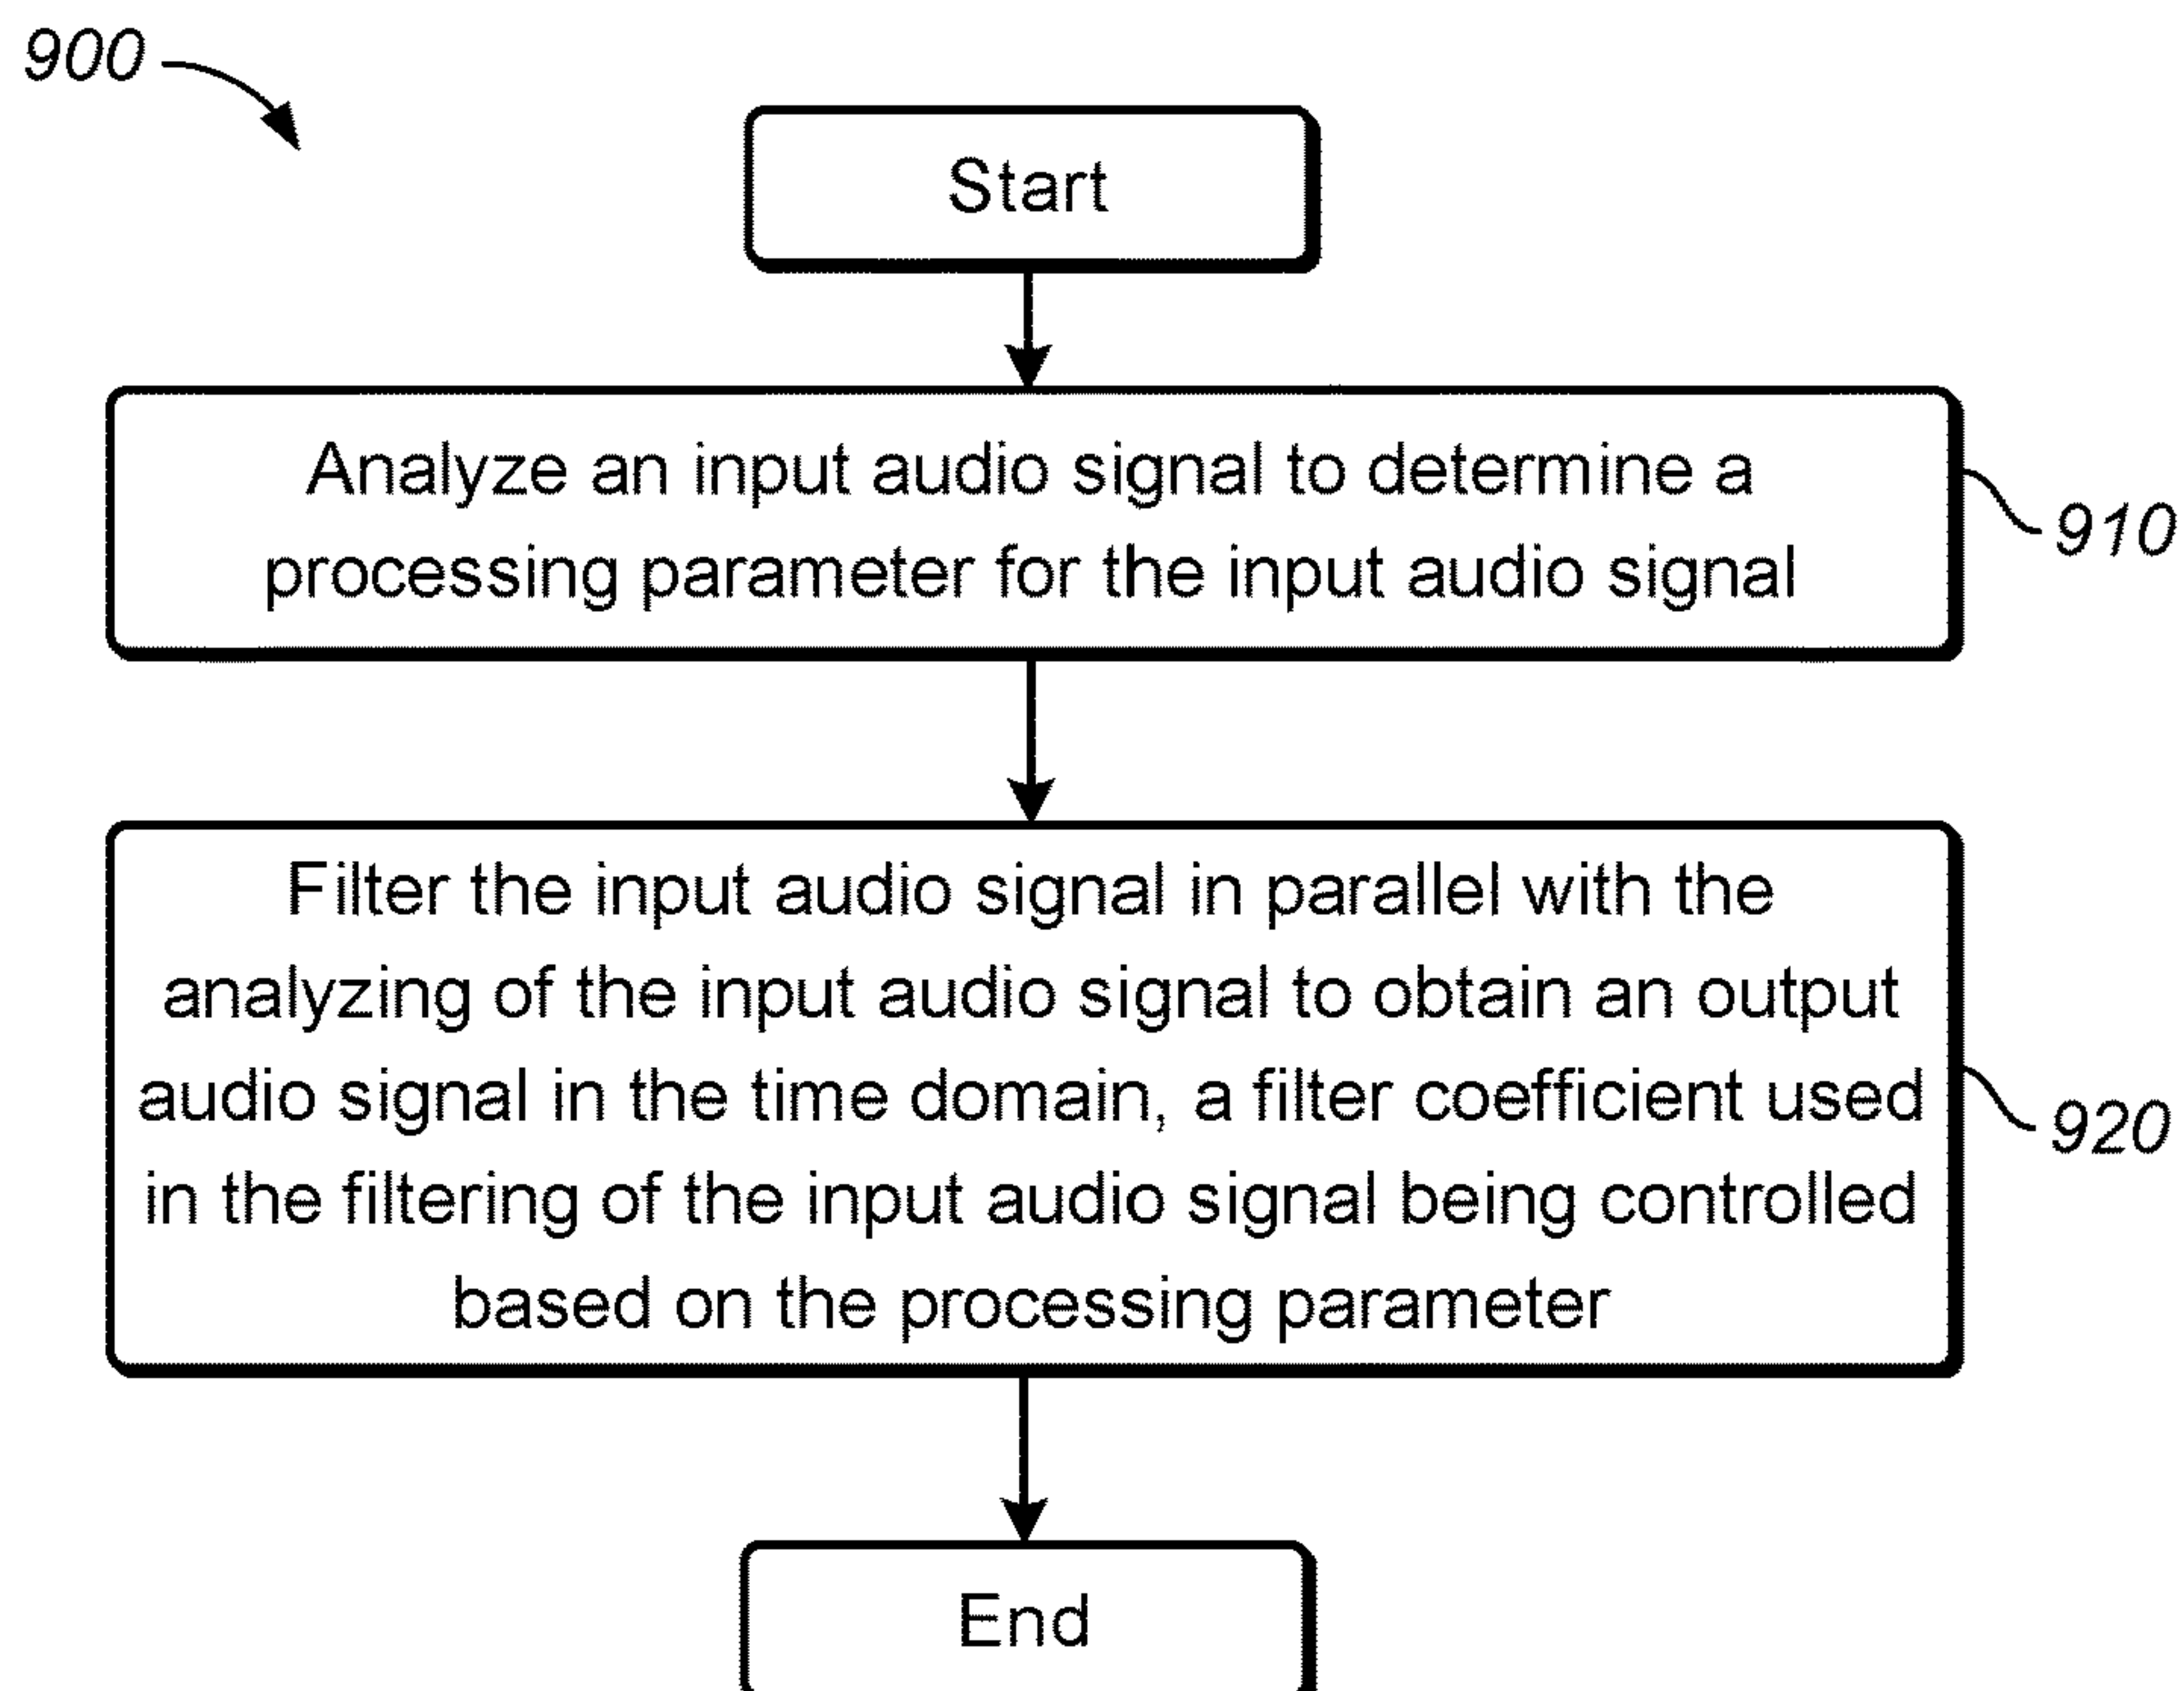 900
Start
Analyze an input audio signal to determine a
processing parameter for the input audio signal
910
Filter the input audio signal in parallel with the
analyzing of the input audio signal to obtain an output
audio signal in the time domain, a filter coefficient used
in the filtering of the input audio signal being controlled
based on the processing parameter
920
End